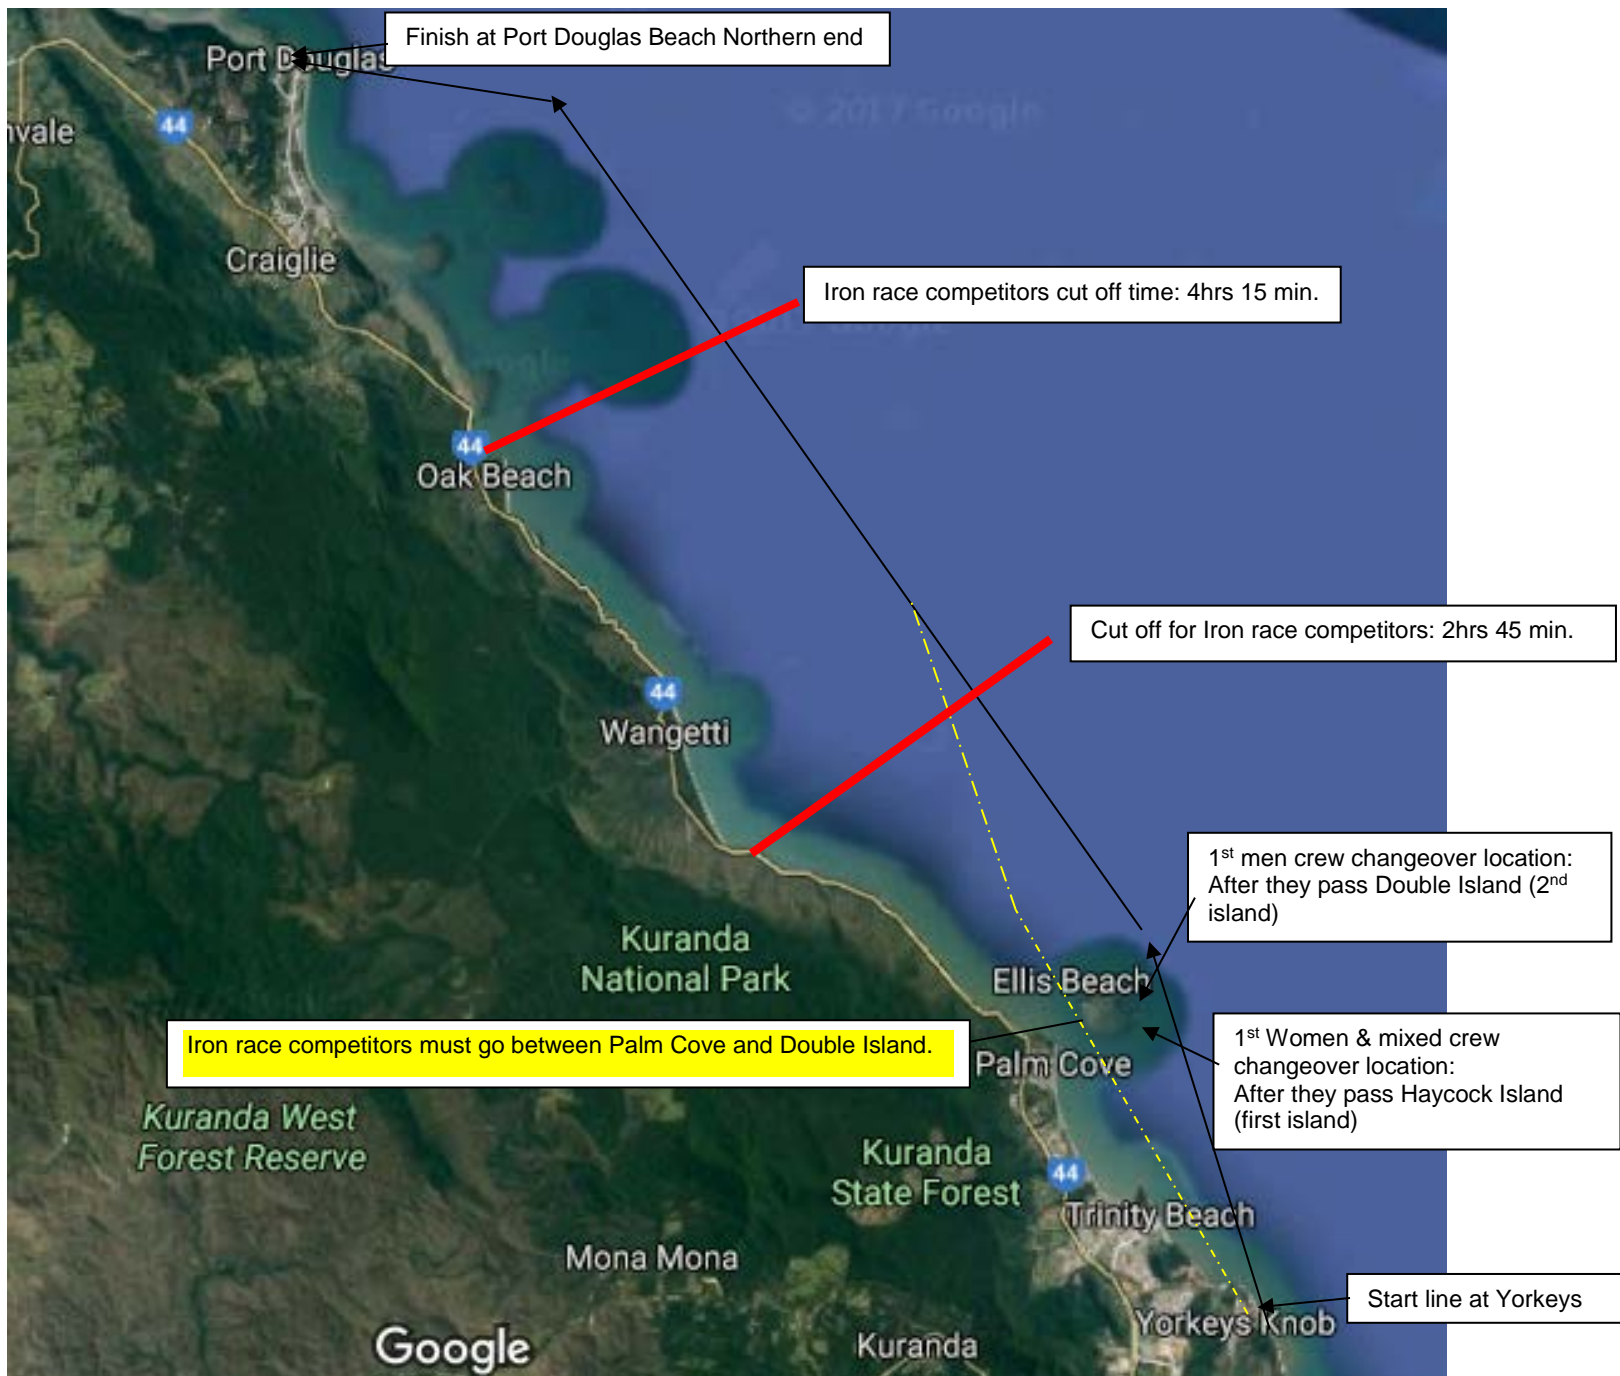 Finish at Port Douglas Beach Northern end
Port Douglas
© 2017 Google
44
nvale
Craiglie
Iron race competitors cut off time: 4hrs 15 min.
44
Oak Beach
Cut off for Iron race competitors: 2hrs 45 min.
44
Wangetti
1st men crew changeover location:
After they pass Double Island (2nd
island)
Kuranda
National Park
Ellis Beach
Iron race competitors must go between Palm Cove and Double Island.
1st Women & mixed crew
changeover location:
After they pass Haycock Island
(first island)
Palm Cove
Kuranda West
Forest Reserve
Kuranda
State Forest
44
Trinity Beach
Mona Mona
Start line at Yorkeys
Yorkeys Knob
Google
Kuranda